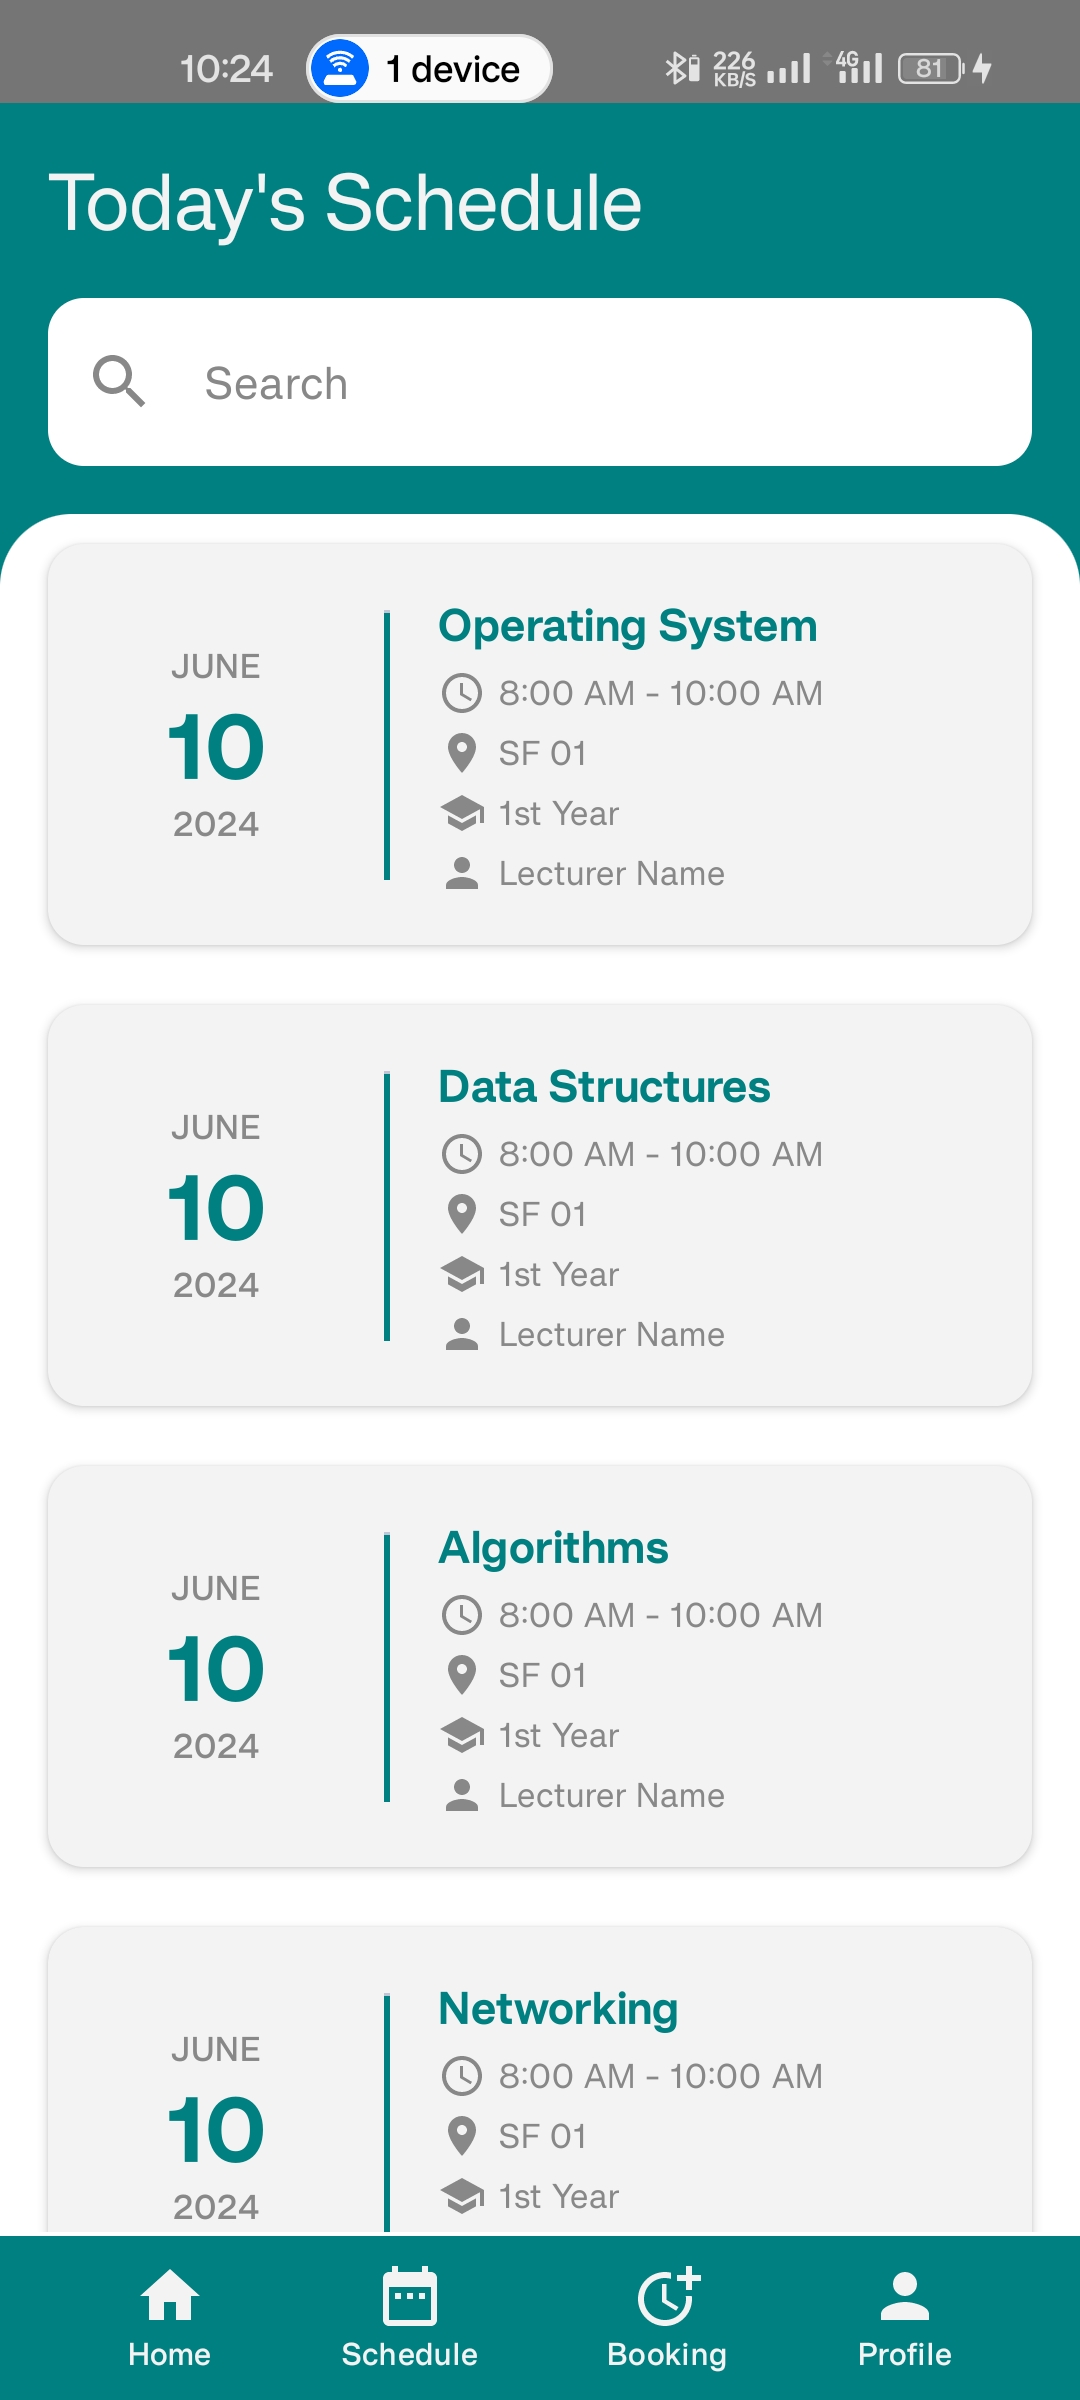 10:24 1 device 226 KB/S 4G 81
Today's Schedule
Search
JUNE
10
2024
Operating System
8:00 AM - 10:00 AM
SF 01
1st Year
Lecturer Name
JUNE
10
2024
Data Structures
8:00 AM - 10:00 AM
SF 01
1st Year
Lecturer Name
JUNE
10
2024
Algorithms
8:00 AM - 10:00 AM
SF 01
1st Year
Lecturer Name
JUNE
10
2024
Networking
8:00 AM - 10:00 AM
SF 01
1st Year
Home Schedule Booking Profile